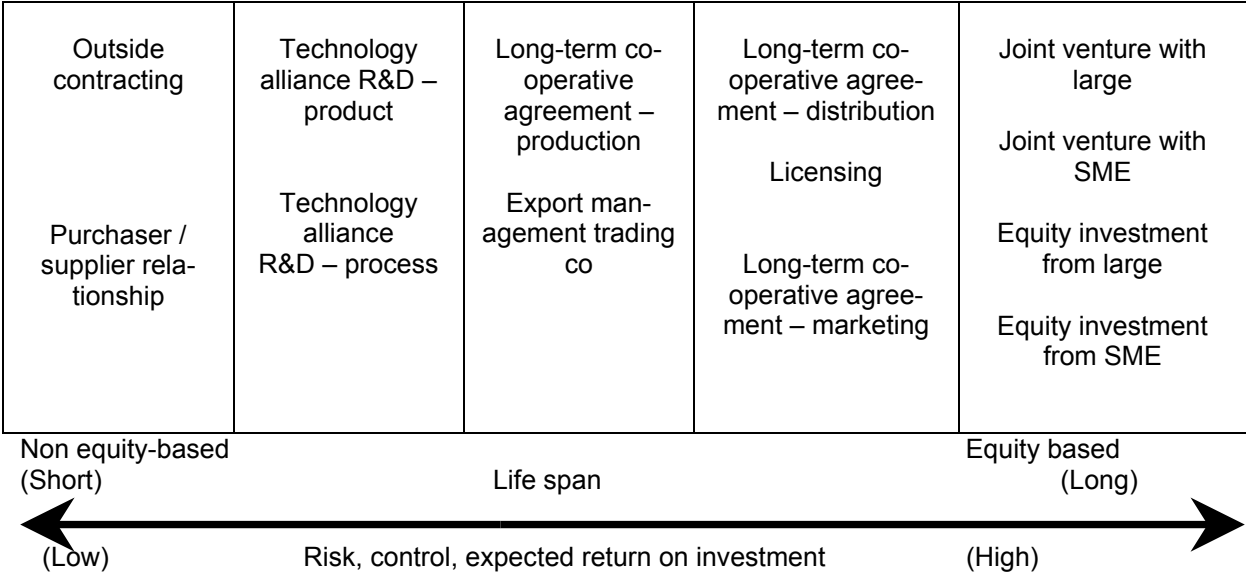 Outside
contracting
Purchaser /
supplier rela-
tionship
Technology
alliance R&D –
product
Technology
alliance
R&D – process
Long-term co-
operative
agreement –
production
Export man-
agement trading
co
Long-term co-
operative agree-
ment – distribution
Licensing
Long-term co-
operative agree-
ment – marketing
Joint venture with
large
Joint venture with
SME
Equity investment
from large
Equity investment
from SME
Non equity-based
Equity based
(Short)
Life span
(Long)
(Low)
Risk, control, expected return on investment
(High)